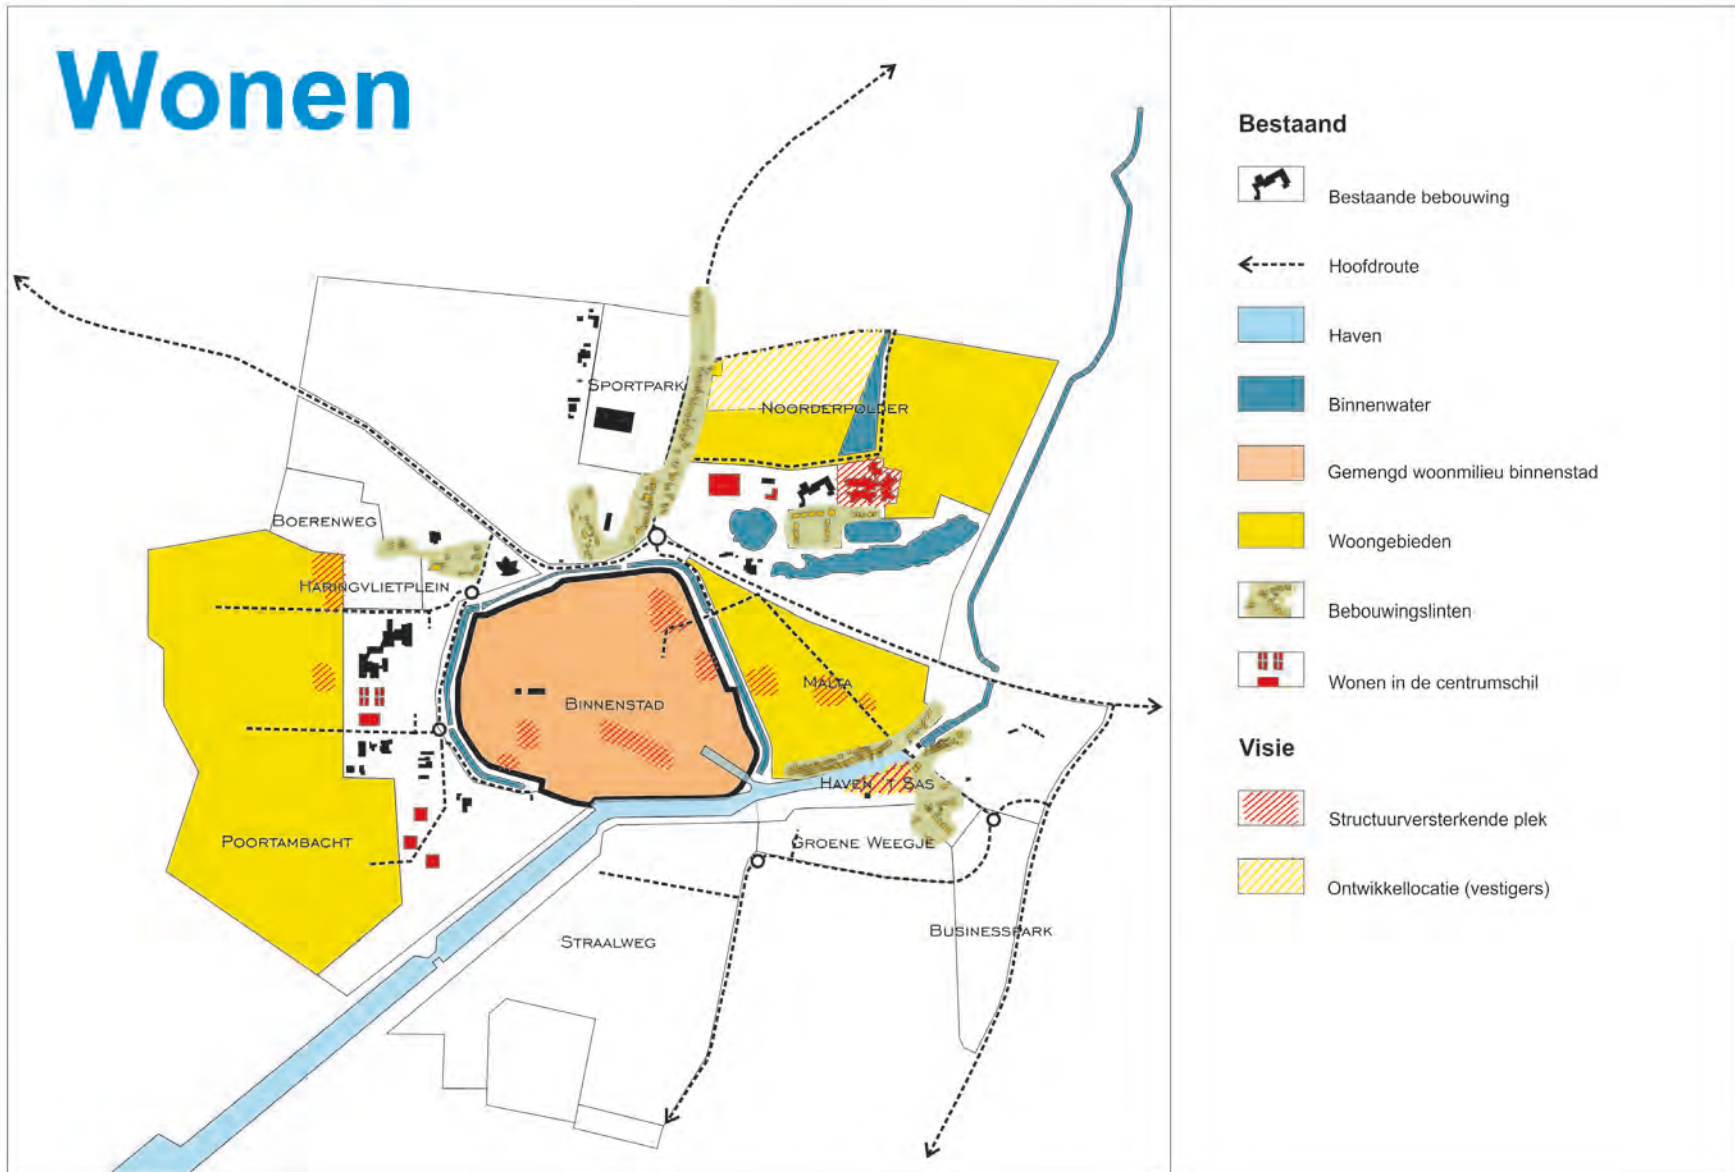 Wonen
SPORTPARK
NOORDERPOLDER
BOERENWEG
HARINGVLIETPLEIN
BINNENSTAD
MALTA
HAVEN 'T SAS
POORTAMBACHT
GROENE WEEGJE
STRAALWEG
BUSINESSPARK
Bestaand
Bestaande bebouwing
Hoofdroute
Haven
Binnenwater
Gemengd woonmilieu binnenstad
Woongebieden
Bebouwingslinten
Wonen in de centrumschil
Visie
Structuurversterkende plek
Ontwikkellocatie (vestigers)